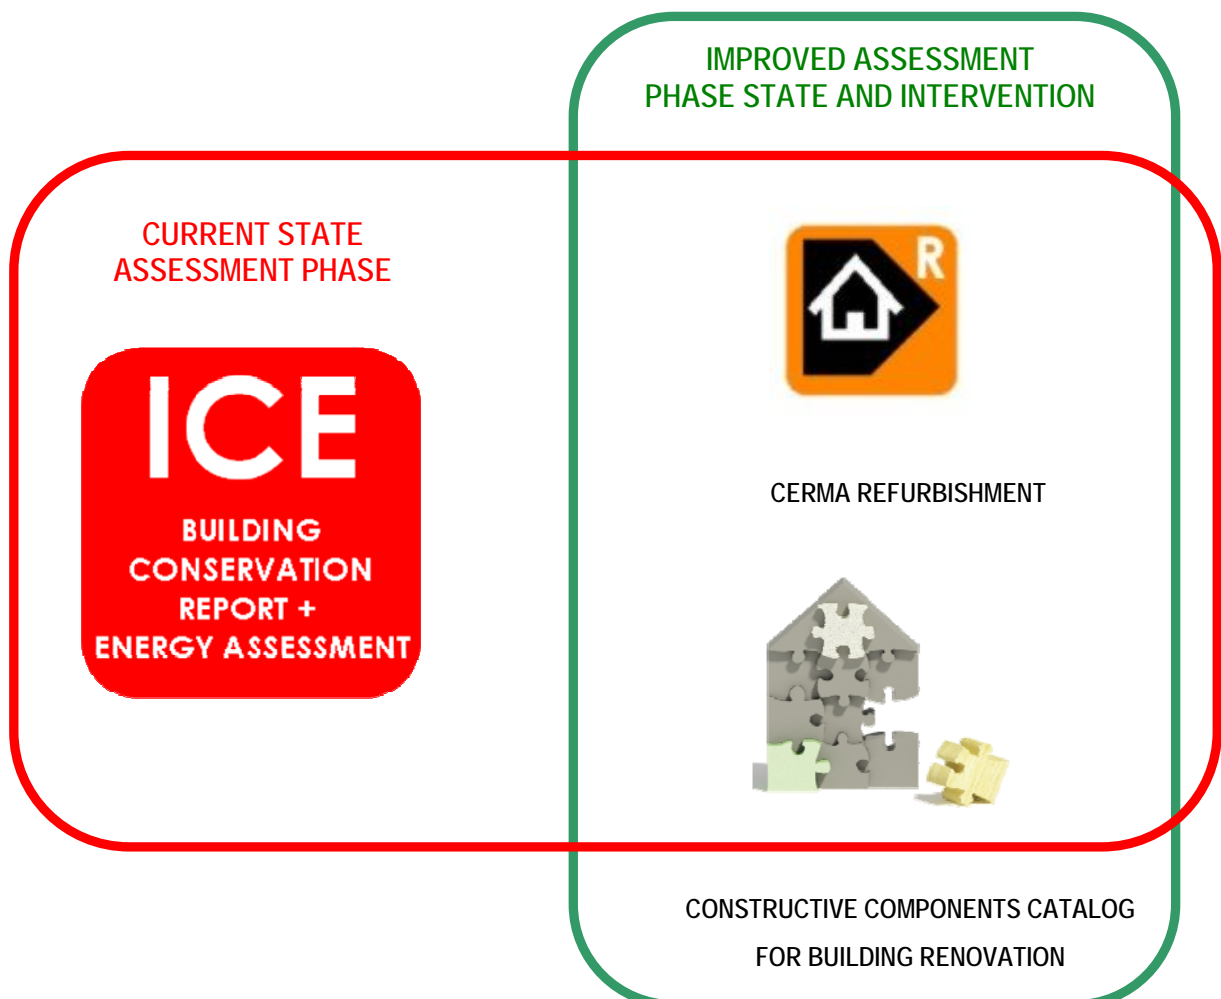 IMPROVED ASSESSMENT
PHASE STATE AND INTERVENTION
CURRENT STATE
ASSESSMENT PHASE
R
ICE
BUILDING
CONSERVATION
REPORT +
ENERGY ASSESSMENT
CERMA REFURBISHMENT
CONSTRUCTIVE COMPONENTS CATALOG
FOR BUILDING RENOVATION